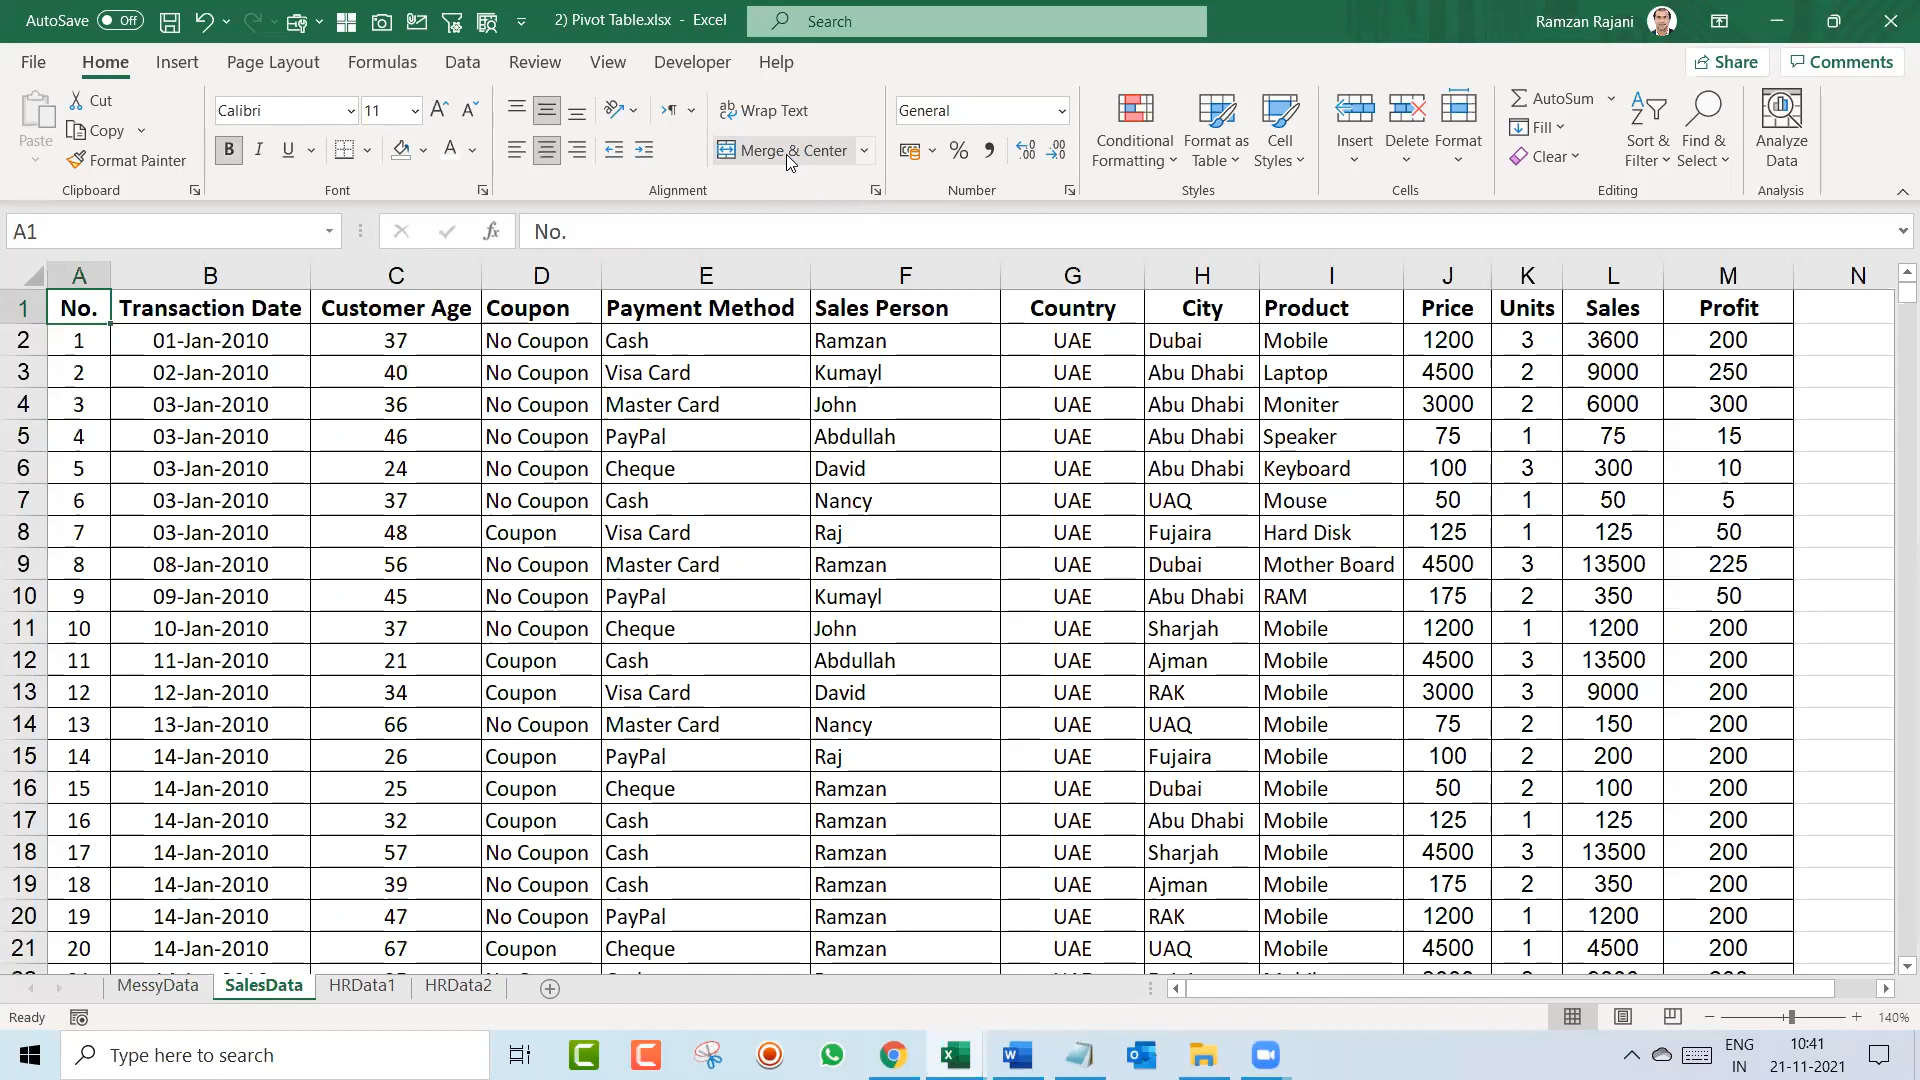 AutoSave Off 2) Pivot Table.xlsx - Excel Search Ramzan Rajani
File Home Insert Page Layout Formulas Data Review View Developer Help Share Comments
Paste Cut Copy Format Painter Clipboard
Calibri 11 B I U A Font
Wrap Text Merge & Center Alignment
General % Number
Conditional Formatting Format as Table Cell Styles Styles
Insert Delete Format Cells
AutoSum Fill Clear Sort & Filter Find & Select Editing
Analyze Data Analysis
A1 fx No.
A B C D E F G H I J K L M N
1 No. Transaction Date Customer Age Coupon Payment Method Sales Person Country City Product Price Units Sales Profit
2 1 01-Jan-2010 37 No Coupon Cash Ramzan UAE Dubai Mobile 1200 3 3600 200
3 2 02-Jan-2010 40 No Coupon Visa Card Kumayl UAE Abu Dhabi Laptop 4500 2 9000 250
4 3 03-Jan-2010 36 No Coupon Master Card John UAE Abu Dhabi Moniter 3000 2 6000 300
5 4 03-Jan-2010 46 No Coupon PayPal Abdullah UAE Abu Dhabi Speaker 75 1 75 15
6 5 03-Jan-2010 24 No Coupon Cheque David UAE Abu Dhabi Keyboard 100 3 300 10
7 6 03-Jan-2010 37 No Coupon Cash Nancy UAE UAQ Mouse 50 1 50 5
8 7 03-Jan-2010 48 Coupon Visa Card Raj UAE Fujaira Hard Disk 125 1 125 50
9 8 08-Jan-2010 56 No Coupon Master Card Ramzan UAE Dubai Mother Board 4500 3 13500 225
10 9 09-Jan-2010 45 No Coupon PayPal Kumayl UAE Abu Dhabi RAM 175 2 350 50
11 10 10-Jan-2010 37 No Coupon Cheque John UAE Sharjah Mobile 1200 1 1200 200
12 11 11-Jan-2010 21 Coupon Cash Abdullah UAE Ajman Mobile 4500 3 13500 200
13 12 12-Jan-2010 34 Coupon Visa Card David UAE RAK Mobile 3000 3 9000 200
14 13 13-Jan-2010 66 No Coupon Master Card Nancy UAE UAQ Mobile 75 2 150 200
15 14 14-Jan-2010 26 Coupon PayPal Raj UAE Fujaira Mobile 100 2 200 200
16 15 14-Jan-2010 25 Coupon Cheque Ramzan UAE Dubai Mobile 50 2 100 200
17 16 14-Jan-2010 32 Coupon Cash Ramzan UAE Abu Dhabi Mobile 125 1 125 200
18 17 14-Jan-2010 57 No Coupon Cash Ramzan UAE Sharjah Mobile 4500 3 13500 200
19 18 14-Jan-2010 39 No Coupon Cash Ramzan UAE Ajman Mobile 175 2 350 200
20 19 14-Jan-2010 47 No Coupon PayPal Ramzan UAE RAK Mobile 1200 1 1200 200
21 20 14-Jan-2010 67 Coupon Cheque Ramzan UAE UAQ Mobile 4500 1 4500 200
MessyData SalesData HRData1 HRData2
Ready 140%
Type here to search ENG IN 10:41 21-11-2021